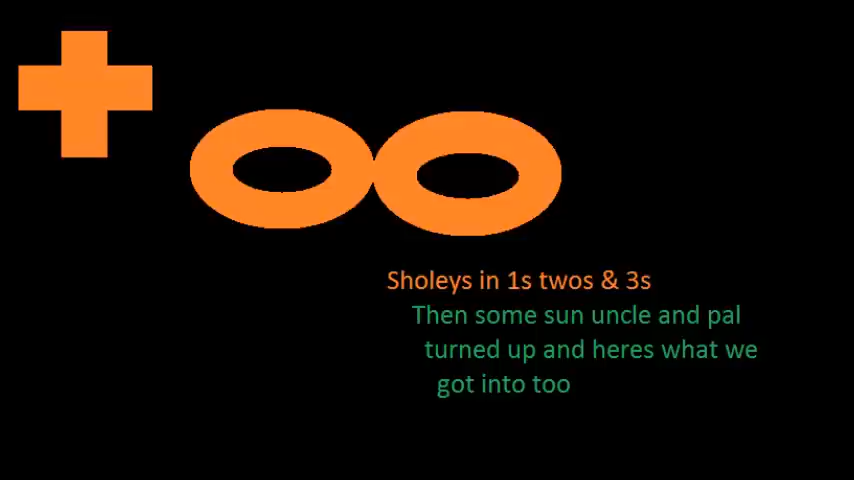 Sholeys in 1s twos & 3s
Then some sun uncle and pal
turned up and heres what we
got into too